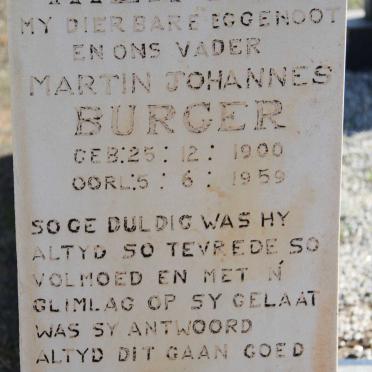 MY DIERBARE EGGENOOT
EN ONS VADER
MARTIN JOHANNES
BURGER
GEB: 25: 12: 1900
OORL: 5: 6: 1959
SO GE DULDIG WAS HY
ALTYD SO TEVREDE, SO
VOLMOED EN MET 'N
GLIMLAG OP SY GELAAT
WAS SY ANTWOORD
ALTYD DIT GAAN GOED